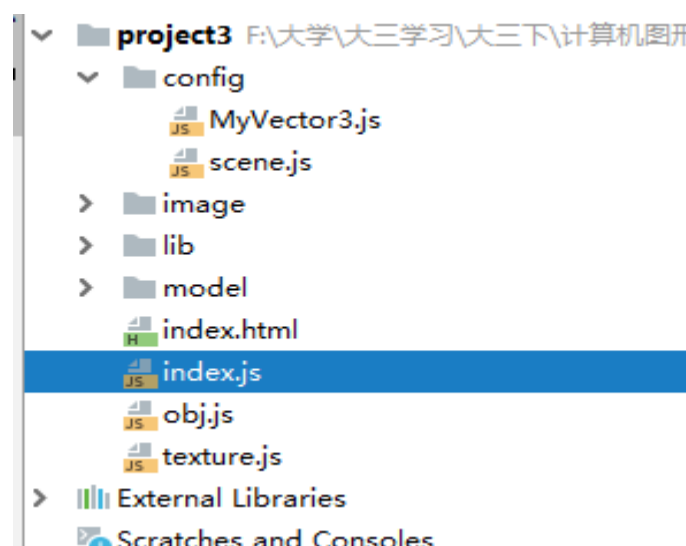 project3 F:\大学\大三学习\大三下\计算机图形
config
MyVector3.js
scene.js
image
lib
model
index.html
index.js
obj.js
texture.js
External Libraries
Scratches and Consoles